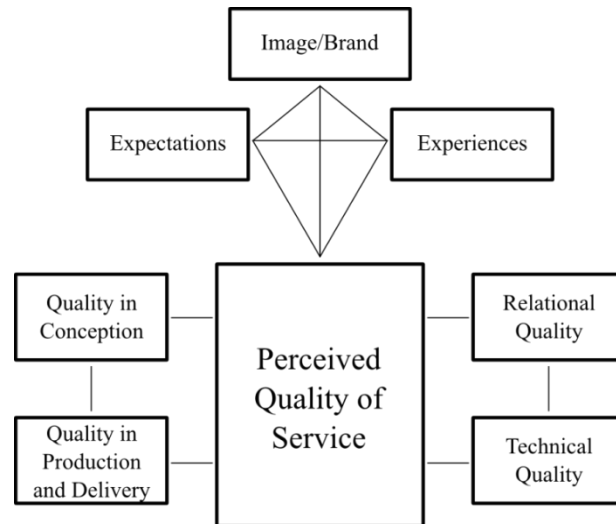 Image/Brand
Expectations
Experiences
Quality in
Conception
Relational
Quality
Perceived
Quality of
Service
Quality in
Production
and Delivery
Technical
Quality